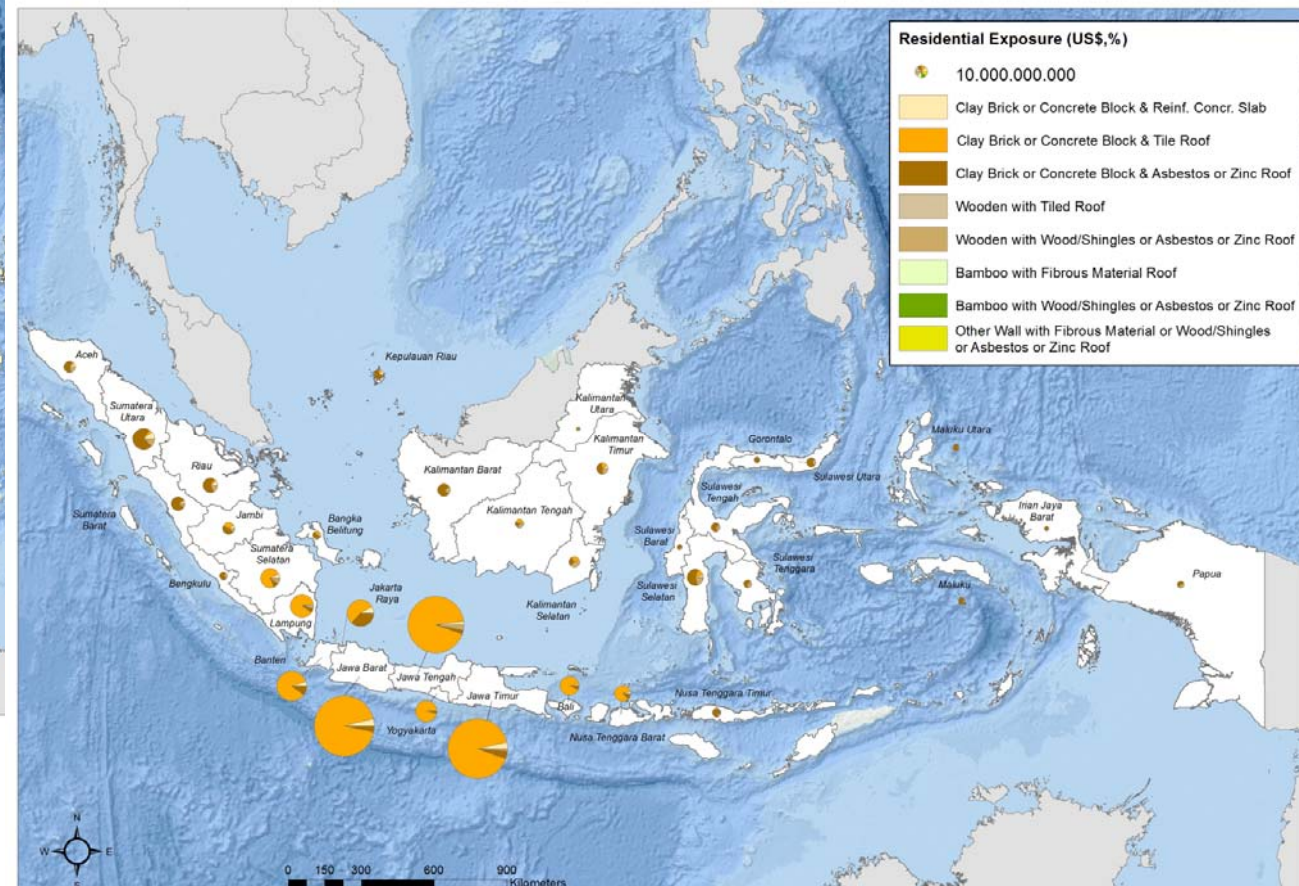 Residential Exposure (US$,%)
10.000.000.000
Clay Brick or Concrete Block & Reinf. Concr. Slab
Clay Brick or Concrete Block & Tile Roof
Clay Brick or Concrete Block & Asbestos or Zinc Roof
Wooden with Tiled Roof
Wooden with Wood/Shingles or Asbestos or Zinc Roof
Bamboo with Fibrous Material Roof
Bamboo with Wood/Shingles or Asbestos or Zinc Roof
Other Wall with Fibrous Material or Wood/Shingles
or Asbestos or Zinc Roof
Aceh
Kepulauan Riau
Sumatera
Utara
Kalimantan
Utara
Riau
Kalimantan
Timur
Gorontalo
Maluku Utara
Kalimantan Barat
Sulawesi Utara
Sumatera
Barat
Jambi
Bangka
Belitung
Kalimantan Tengah
Sulawesi
Tengah
Irian Jaya
Barat
Sumatera
Selatan
Sulawesi
Barat
Bengkulu
Jakarta
Raya
Sulawesi
Tenggara
Papua
Lampung
Kalimantan
Selatan
Sulawesi
Selatan
Maluku
Banten
Jawa Barat
Jawa Tengah
Jawa Timur
Bali
Nusa Tenggara Timur
Yogyakarta
Nusa Tenggara Barat
N
W E
S
0 150 300 600 900
Kilometers